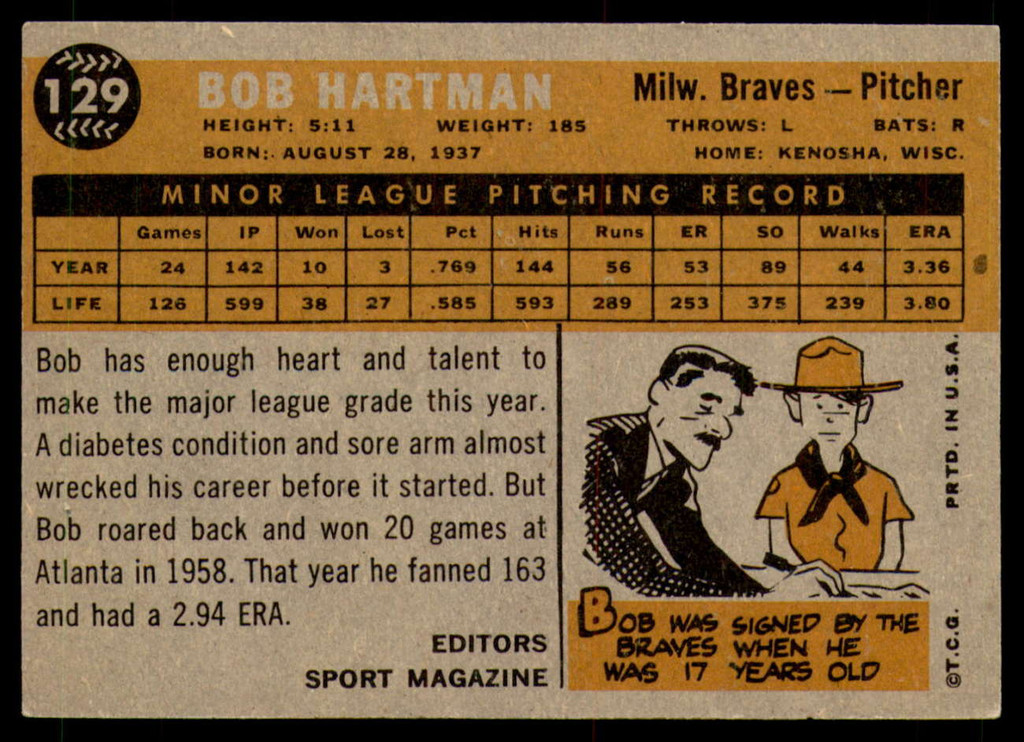 129
BOB HARTMAN
Milw. Braves — Pitcher
HEIGHT: 5:11 WEIGHT: 185 THROWS: L BATS: R
BORN: AUGUST 28, 1937 HOME: KENOSHA, WISC.
MINOR LEAGUE PITCHING RECORD
Games IP Won Lost Pct Hits Runs ER SO Walks ERA
YEAR 24 142 10 3 .769 144 56 53 89 44 3.36
LIFE 126 599 38 27 .585 593 289 253 375 239 3.80
Bob has enough heart and talent to
make the major league grade this year.
A diabetes condition and sore arm almost
wrecked his career before it started. But
Bob roared back and won 20 games at
Atlanta in 1958. That year he fanned 163
and had a 2.94 ERA.
EDITORS
SPORT MAGAZINE
BOB WAS SIGNED BY THE
BRAVES WHEN HE
WAS 17 YEARS OLD
©T.C.G. PRTD. IN U.S.A.